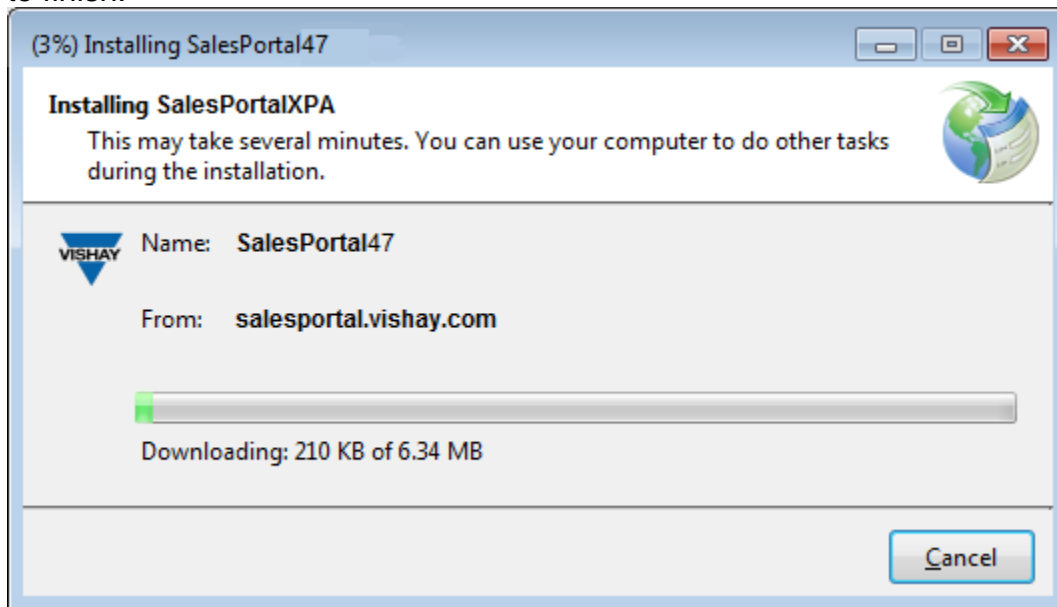 (3%) Installing SalesPortal47
Installing SalesPortalXPA
This may take several minutes. You can use your computer to do other tasks
during the installation.
VISHAY
Name: SalesPortal47
From: salesportal.vishay.com
Downloading: 210 KB of 6.34 MB
Cancel